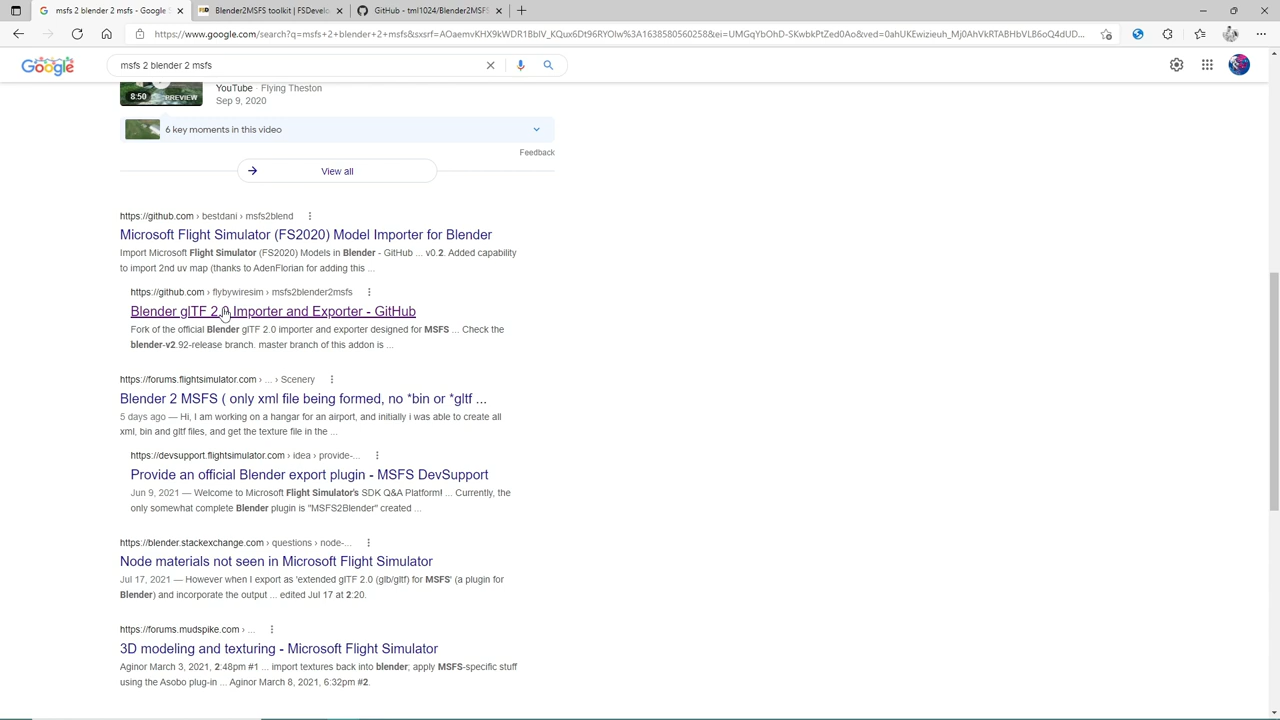 msfs 2 blender 2 msfs - Google S
Blender2MSFS toolkit | FSDevelo
GitHub - tml1024/Blender2MSFS
https://www.google.com/search?q=msfs+2+blender+2+msfs&sxsrf=
Google
msfs 2 blender 2 msfs
8:50
PREVIEW
YouTube · Flying Theston
Sep 9, 2020
6 key moments in this video
Feedback
View all
https://github.com › bestdani › msfs2blend
Microsoft Flight Simulator (FS2020) Model Importer for Blender
Import Microsoft Flight Simulator (FS2020) Models in Blender - GitHub ... v0.2. Added capability
to import 2nd uv map (thanks to AdenFlorian for adding this ...
https://github.com › flybywiresim › msfs2blender2msfs
Blender glTF 2.0 Importer and Exporter - GitHub
Fork of the official Blender glTF 2.0 importer and exporter designed for MSFS ... Check the
blender-v2.92-release branch. master branch of this addon is ...
https://forums.flightsimulator.com › ... › Scenery
Blender 2 MSFS ( only xml file being formed, no *bin or *gltf ...
5 days ago — Hi, I am working on a hangar for an airport, and initially i was able to create all
xml, bin and gltf files, and get the texture file in the ...
https://devsupport.flightsimulator.com › idea › provide-...
Provide an official Blender export plugin - MSFS DevSupport
Jun 9, 2021 — Welcome to Microsoft Flight Simulator's SDK Q&A Platform! ... Currently, the
only somewhat complete Blender plugin is "MSFS2Blender" created ...
https://blender.stackexchange.com › questions › node-...
Node materials not seen in Microsoft Flight Simulator
Jul 17, 2021 — However when I export as 'extended glTF 2.0 (glb/gltf) for MSFS' (a plugin for
Blender) and incorporate the output ... edited Jul 17 at 2:20.
https://forums.mudspike.com › ...
3D modeling and texturing - Microsoft Flight Simulator
Aginor March 3, 2021, 2:48pm #1 ... import textures back into blender; apply MSFS-specific stuff
using the Asobo plug-in ... Aginor March 8, 2021, 6:32pm #2.